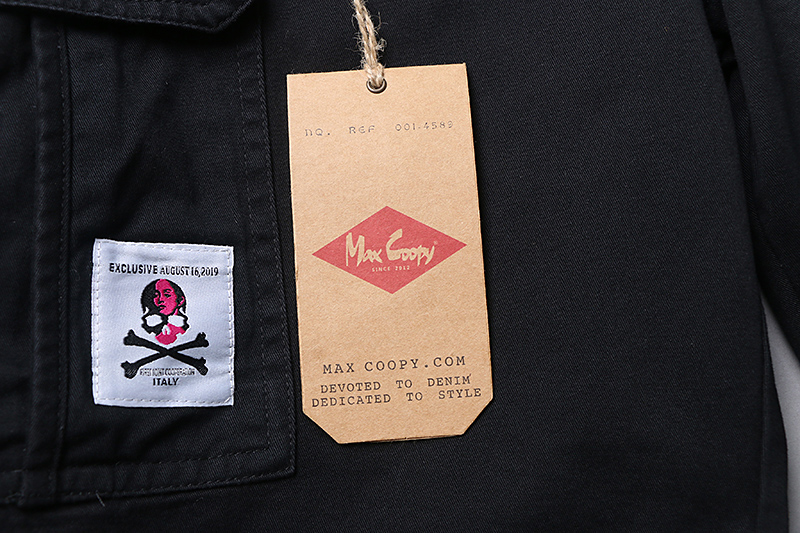 NO. REF 001.4589
Max Coopy
SINCE 2012
MAX COOPY.COM
DEVOTED TO DENIM
DEDICATED TO STYLE
EXCLUSIVE AUGUST 16,2019
ITALY